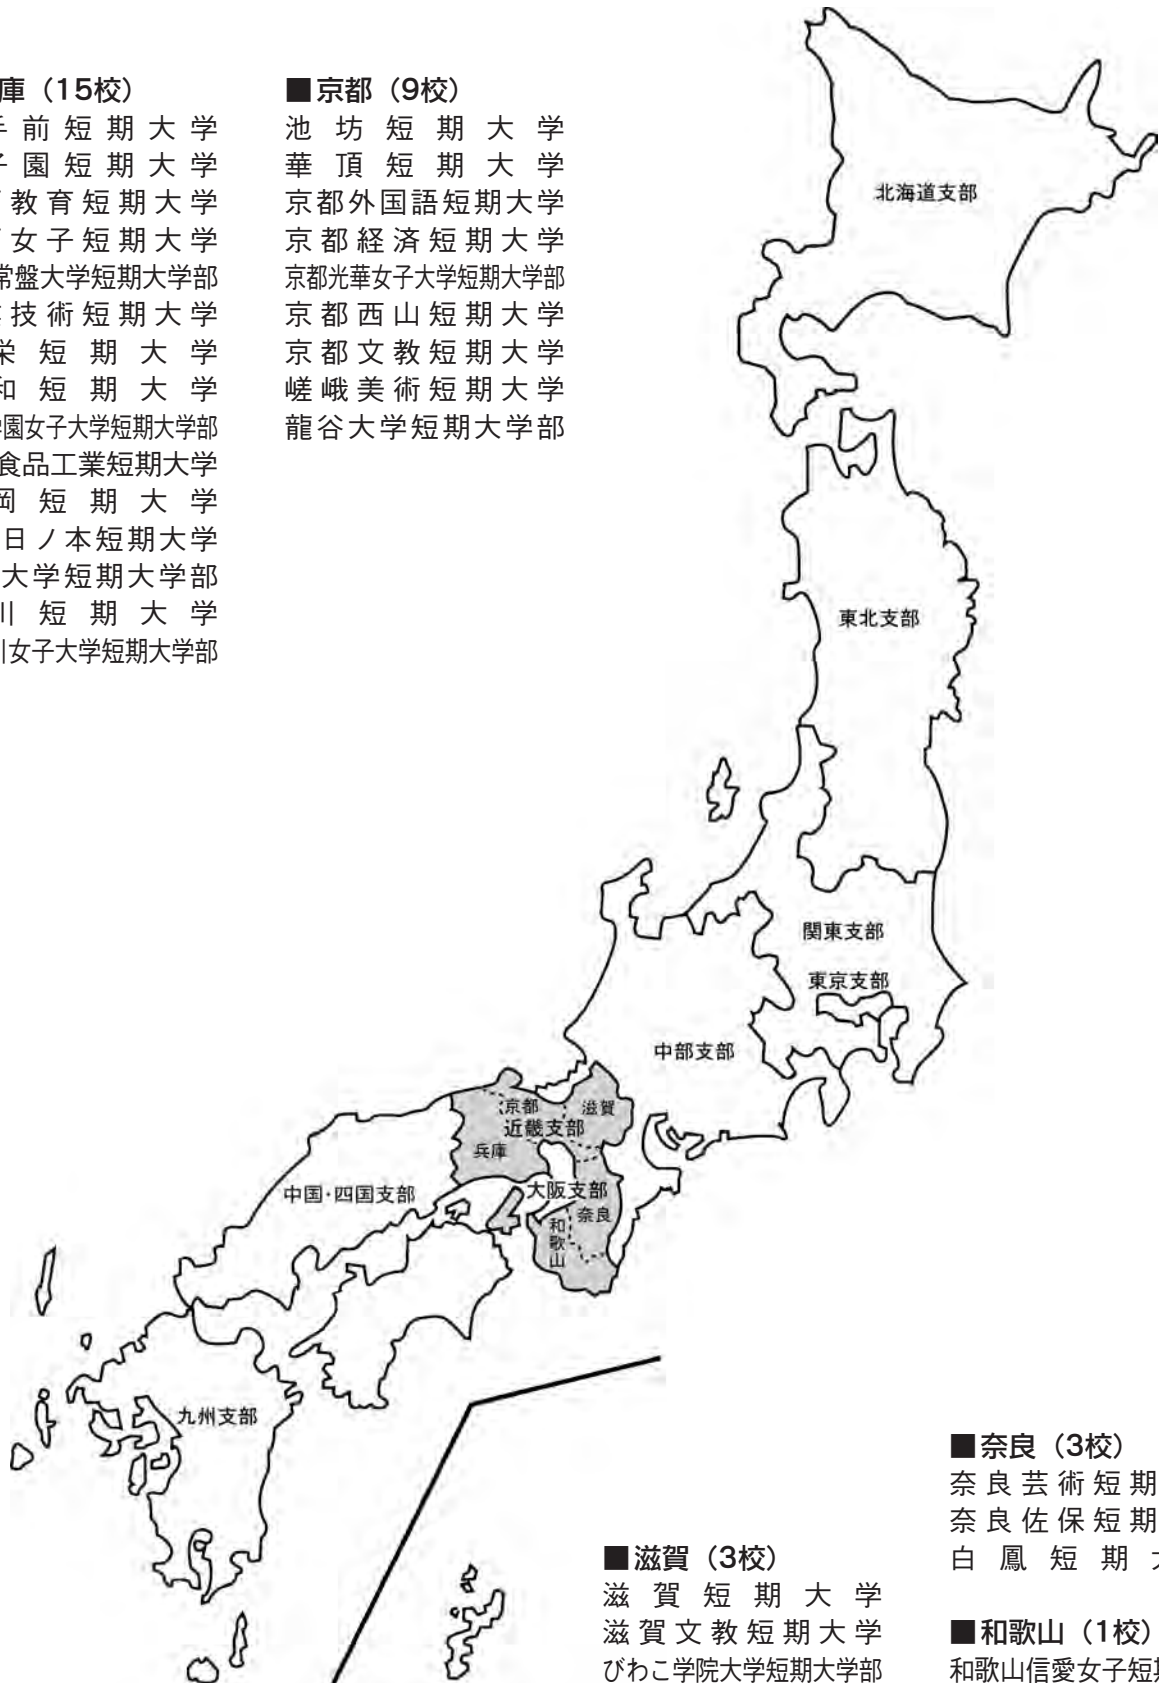 庫（15校）
前短期大学
園短期大学
教育短期大学
女子短期大学
常盤大学短期大学部
技術短期大学
栄短期大学
和短期大学
学園女子大学短期大学部
食品工業短期大学
岡短期大学
日ノ本短期大学
大学短期大学部
川短期大学
川女子大学短期大学部
■京都（9校）
池坊短期大学
華頂短期大学
京都外国語短期大学
京都経済短期大学
京都光華女子大学短期大学部
京都西山短期大学
京都文教短期大学
嵯峨美術短期大学
龍谷大学短期大学部
北海道支部
東北支部
関東支部
東京支部
中部支部
京都
滋賀
近畿支部
兵庫
大阪支部
中国・四国支部
奈良
和歌山
九州支部
■滋賀（3校）
滋賀短期大学
滋賀文教短期大学
びわこ学院大学短期大学部
■奈良（3校）
奈良芸術短期
奈良佐保短期
白鳳短期
■和歌山（1校）
和歌山信愛女子短